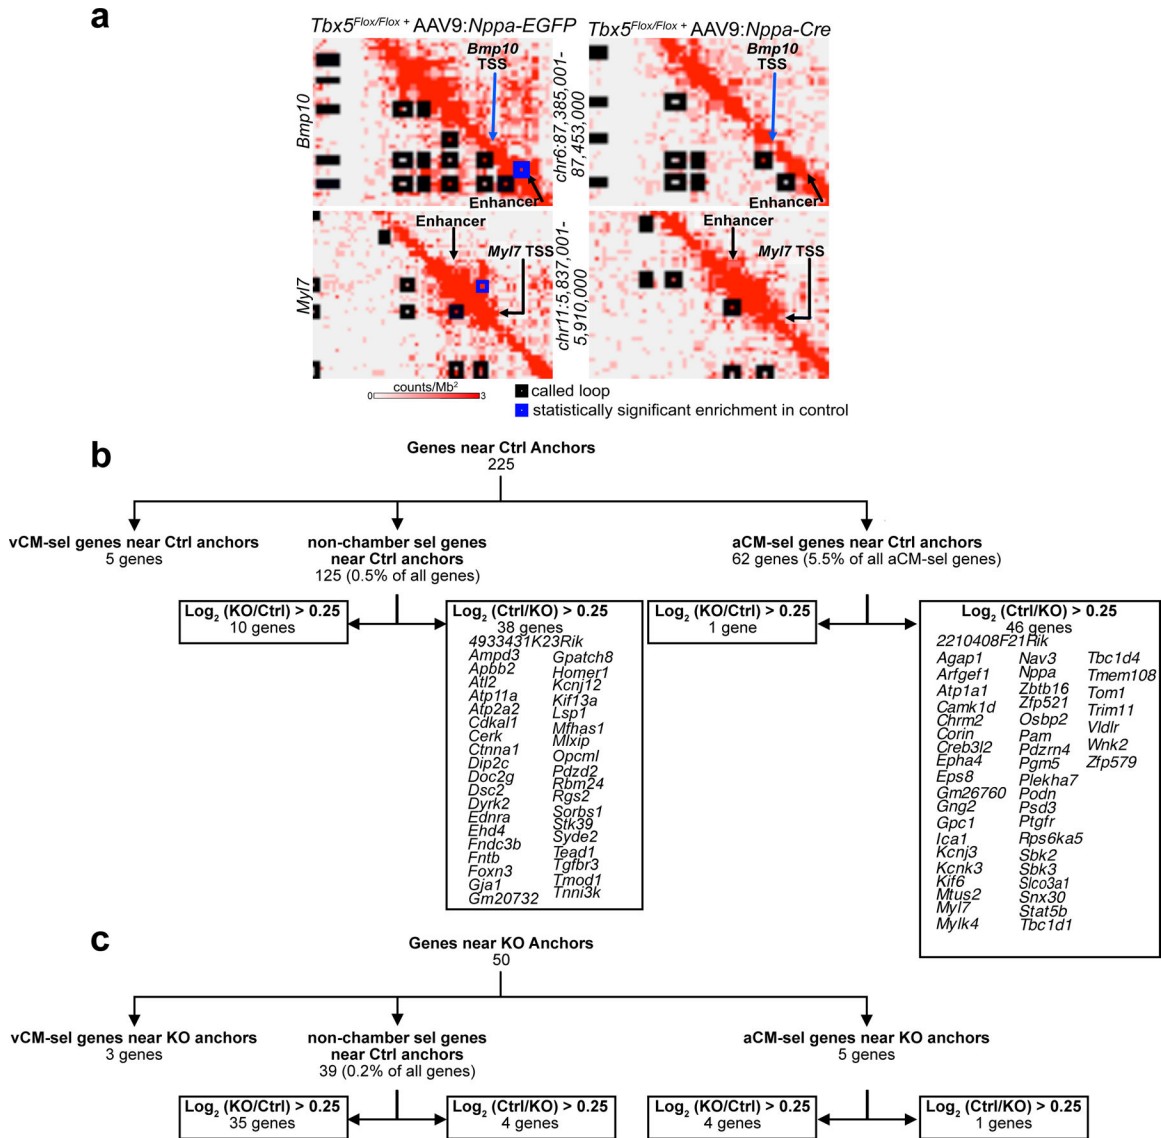 a
Tbx5Flox/Flox + AAV9:Nppa-EGFP
Tbx5Flox/Flox + AAV9:Nppa-Cre
Bmp10
Bmp10
TSS
Enhancer
chr6:87,385,001-
87,453,000
Bmp10
TSS
Enhancer
Myl7
Enhancer
Myl7 TSS
chr11:5,837,001-
5,910,000
Enhancer
Myl7 TSS
counts/Mb2
0
3
called loop
statistically significant enrichment in control
b
Genes near Ctrl Anchors
225
vCM-sel genes near Ctrl anchors
5 genes
non-chamber sel genes
near Ctrl anchors
125 (0.5% of all genes)
aCM-sel genes near Ctrl anchors
62 genes (5.5% of all aCM-sel genes)
Log2 (KO/Ctrl) > 0.25
10 genes
Log2 (Ctrl/KO) > 0.25
38 genes
4933431K23Rik
Ampd3
Apbb2
Atl2
Atp11a
Atp2a2
Cdkal1
Cerk
Ctnna1
Dip2c
Doc2g
Dsc2
Dyrk2
Ednra
Ehd4
Fndc3b
Fntb
Foxn3
Gja1
Gm20732
Gpatch8
Homer1
Kcnj12
Kif13a
Lsp1
Mfhas1
Mlxip
Opcml
Pdzd2
Rbm24
Rgs2
Sorbs1
Stk39
Syde2
Tead1
Tgfbr3
Tmod1
Tnni3k
Log2 (KO/Ctrl) > 0.25
1 gene
Log2 (Ctrl/KO) > 0.25
46 genes
2210408F21Rik
Agap1
Arfgef1
Atp1a1
Camk1d
Chrm2
Corin
Creb3l2
Epha4
Eps8
Gm26760
Gng2
Gpc1
Ica1
Kcnj3
Kcnk3
Kif6
Mtus2
Myl7
Mylk4
Nav3
Nppa
Zbtb16
Zfp521
Osbp2
Pam
Pdzrn4
Pgm5
Plekha7
Podn
Psd3
Ptgfr
Rps6ka5
Sbk2
Sbk3
Slco3a1
Snx30
Stat5b
Tbc1d1
Tbc1d4
Tmem108
Tom1
Trim11
Vldlr
Wnk2
Zfp579
c
Genes near KO Anchors
50
vCM-sel genes near KO anchors
3 genes
non-chamber sel genes
near Ctrl anchors
39 (0.2% of all genes)
aCM-sel genes near KO anchors
5 genes
Log2 (KO/Ctrl) > 0.25
35 genes
Log2 (Ctrl/KO) > 0.25
4 genes
Log2 (KO/Ctrl) > 0.25
4 genes
Log2 (Ctrl/KO) > 0.25
1 genes